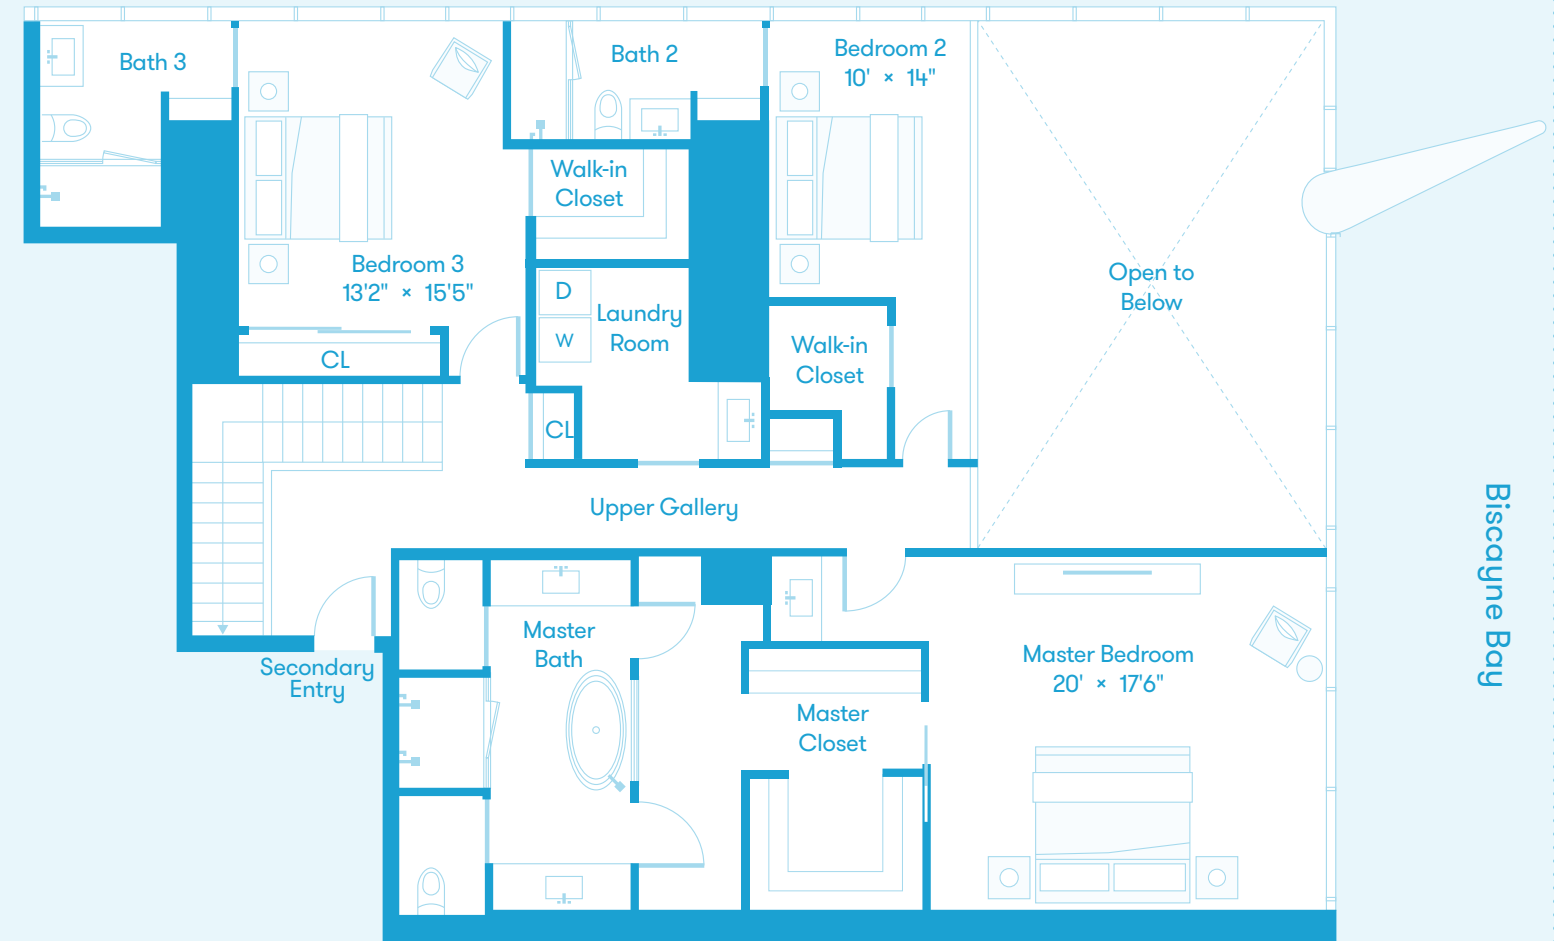 Bath 3
Bath 2
Bedroom 2
10' × 14"
Walk-in
Closet
Bedroom 3
13'2" × 15'5"
D
W
Laundry
Room
CL
Walk-in
Closet
CL
Open to
Below
Upper Gallery
Biscayne Bay
Secondary
Entry
Master
Bath
Master
Closet
Master Bedroom
20' × 17'6"